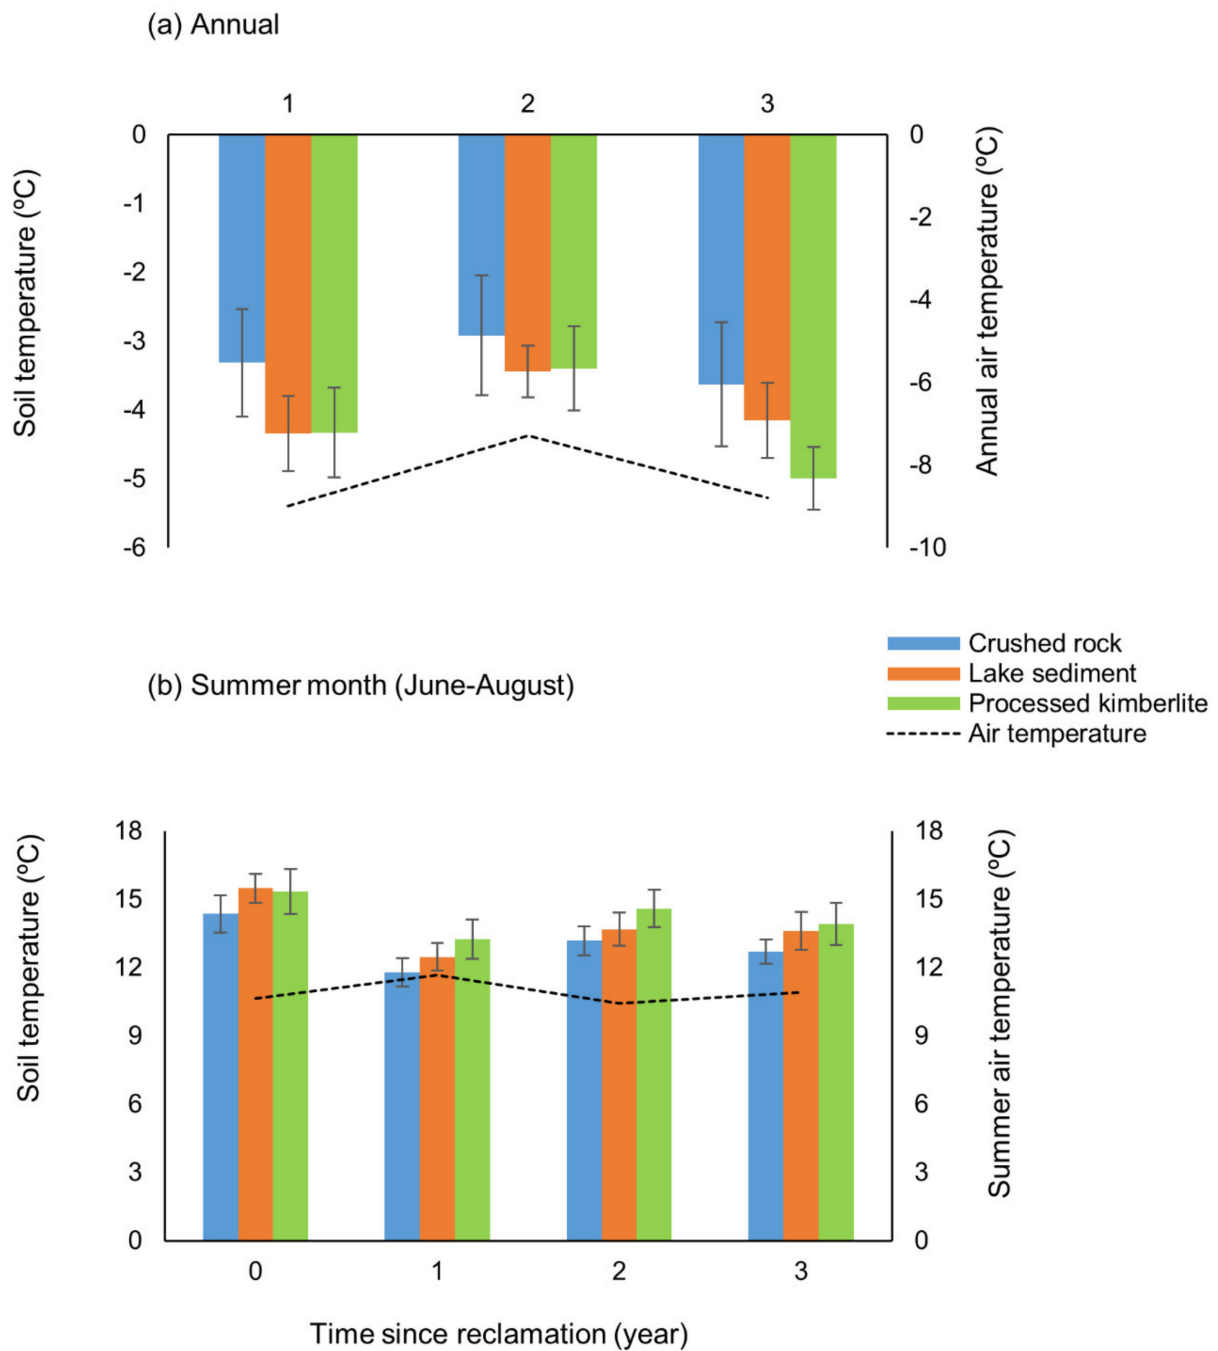 (a) Annual
1 2 3
0 0
-1
-2
-2
-4
-3
-6
-4
-8
-5
-6 -10
Soil temperature (ºC)
Annual air temperature (ºC)
Crushed rock
Lake sediment
Processed kimberlite
Air temperature
(b) Summer month (June-August)
18 18
15 15
12 12
9 9
6 6
3 3
0 0
Soil temperature (ºC)
Summer air temperature (ºC)
0 1 2 3
Time since reclamation (year)